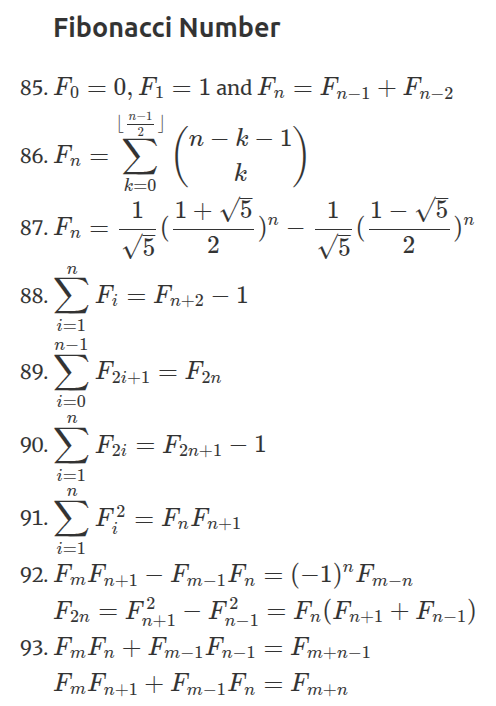 Fibonacci Number
85. $F_0 = 0, F_1 = 1$ and $F_n = F_{n-1} + F_{n-2}$
86. $F_n = \sum_{k=0}^{\lfloor \frac{n-1}{2} \rfloor} \binom{n-k-1}{k}$
87. $F_n = \frac{1}{\sqrt{5}} (\frac{1+\sqrt{5}}{2})^n - \frac{1}{\sqrt{5}} (\frac{1-\sqrt{5}}{2})^n$
88. $\sum_{i=1}^{n} F_i = F_{n+2} - 1$
89. $\sum_{i=0}^{n-1} F_{2i+1} = F_{2n}$
90. $\sum_{i=1}^{n} F_{2i} = F_{2n+1} - 1$
91. $\sum_{i=1}^{n} F_i^2 = F_n F_{n+1}$
92. $F_m F_{n+1} - F_{m-1} F_n = (-1)^n F_{m-n}$
$F_{2n} = F_{n+1}^2 - F_{n-1}^2 = F_n (F_{n+1} + F_{n-1})$
93. $F_m F_n + F_{m-1} F_{n-1} = F_{m+n-1}$
$F_m F_{n+1} + F_{m-1} F_n = F_{m+n}$